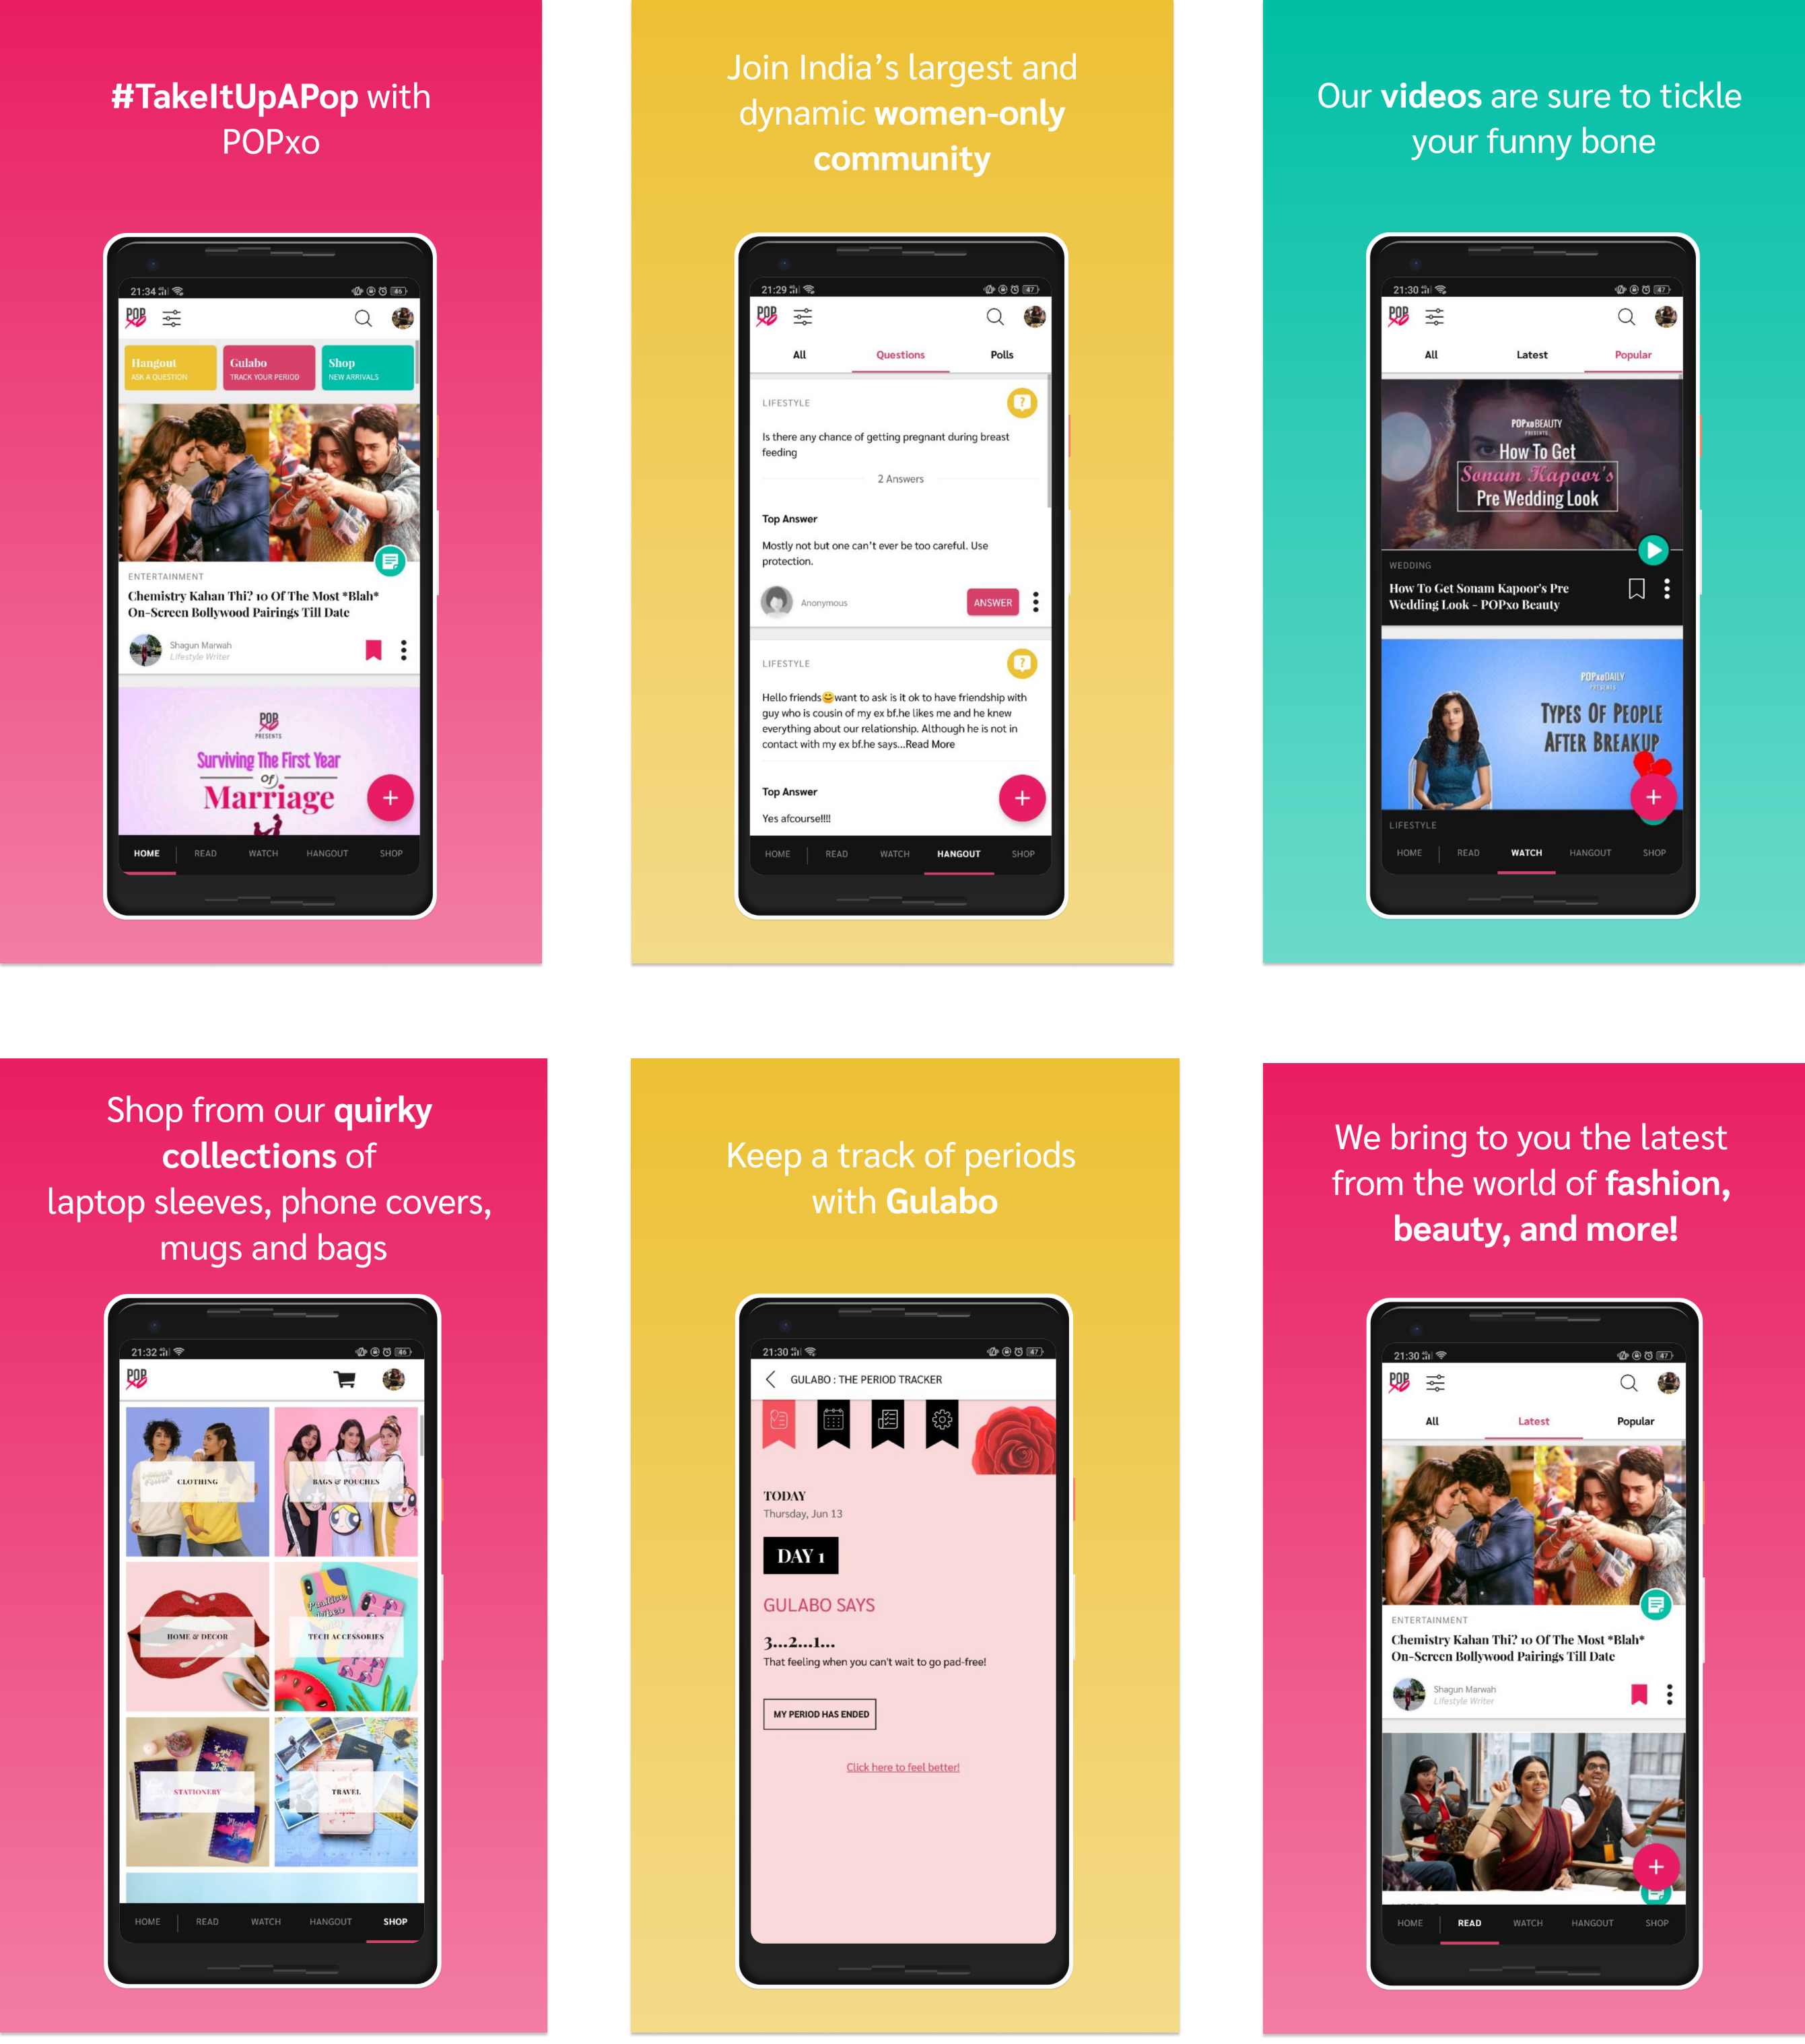 #TakeItUpAPop with
POPxo
21:34
46
POP
xo
Hangout
ASK A QUESTION
Gulabo
TRACK YOUR PERIOD
Shop
NEW ARRIVALS
ENTERTAINMENT
Chemistry Kahan Thi? 10 Of The Most *Blah*
On-Screen Bollywood Pairings Till Date
Shagun Marwah
Lifestyle Writer
POP
xo
PRESENTS
Surviving The First Year
of
Marriage
HOME
READ
WATCH
HANGOUT
SHOP
Join India's largest and
dynamic women-only
community
21:29
47
POP
xo
All
Questions
Polls
LIFESTYLE
Is there any chance of getting pregnant during breast
feeding
2 Answers
Top Answer
Mostly not but one can't ever be too careful. Use
protection.
Anonymous
ANSWER
LIFESTYLE
Hello friends😄want to ask is it ok to have friendship with
guy who is cousin of my ex bf.he likes me and he knew
everything about our relationship. Although he is not in
contact with my ex bf.he says...Read More
Top Answer
Yes afcourse!!!!
HOME
READ
WATCH
HANGOUT
SHOP
Our videos are sure to tickle
your funny bone
21:30
47
POP
xo
All
Latest
Popular
POPxoBEAUTY
PRESENTS
How To Get
Sonam Kapoor's
Pre Wedding Look
WEDDING
How To Get Sonam Kapoor's Pre
Wedding Look - POPxo Beauty
POPxoDAILY
PRESENTS
TYPES OF PEOPLE
AFTER BREAKUP
LIFESTYLE
HOME
READ
WATCH
HANGOUT
SHOP
Shop from our quirky
collections of
laptop sleeves, phone covers,
mugs and bags
21:32
46
POP
xo
CLOTHING
BAGS & POUCHES
HOME & DECOR
Positive
Vibes
TECH ACCESSORIES
STATIONERY
TRAVEL
HOME
READ
WATCH
HANGOUT
SHOP
Keep a track of periods
with Gulabo
21:30
47
GULABO : THE PERIOD TRACKER
TODAY
Thursday, Jun 13
DAY 1
GULABO SAYS
3...2...1...
That feeling when you can't wait to go pad-free!
MY PERIOD HAS ENDED
Click here to feel better!
We bring to you the latest
from the world of fashion,
beauty, and more!
21:30
47
POP
xo
All
Latest
Popular
ENTERTAINMENT
Chemistry Kahan Thi? 10 Of The Most *Blah*
On-Screen Bollywood Pairings Till Date
Shagun Marwah
Lifestyle Writer
HOME
READ
WATCH
HANGOUT
SHOP